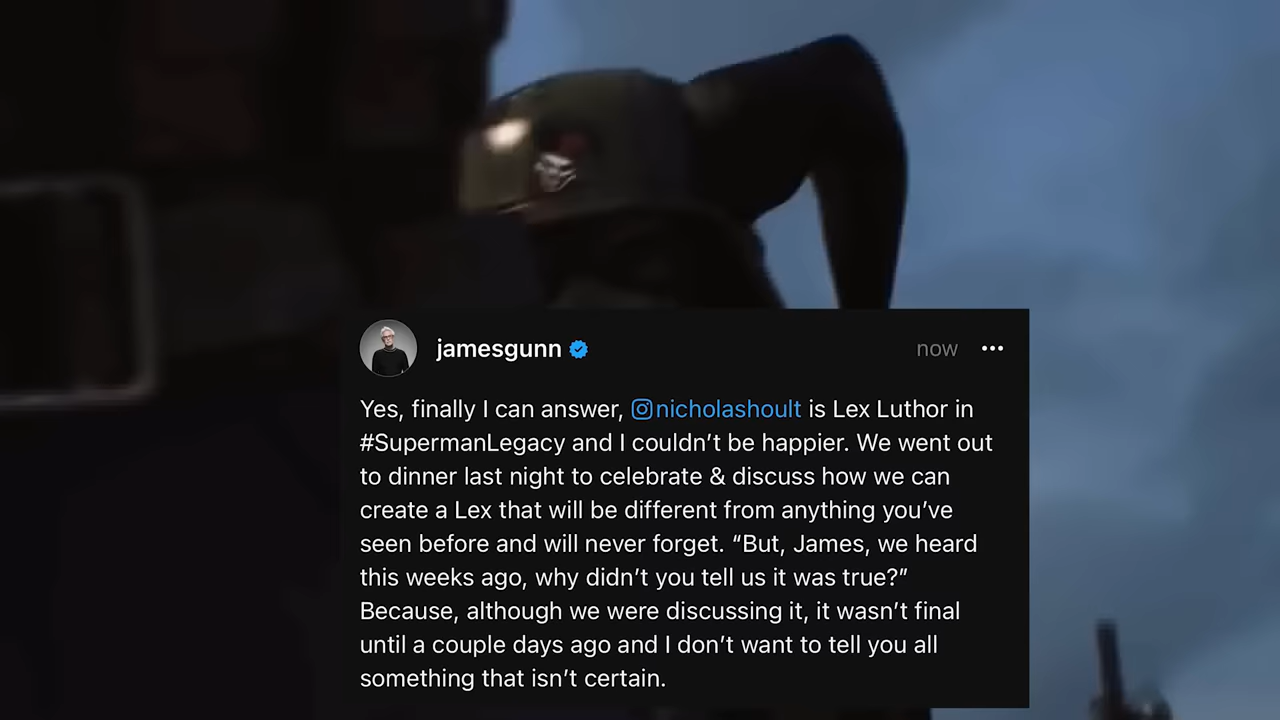 jamesgunn
now
Yes, finally I can answer, nicholashoult is Lex Luthor in
#SupermanLegacy and I couldn’t be happier. We went out
to dinner last night to celebrate & discuss how we can
create a Lex that will be different from anything you’ve
seen before and will never forget. “But, James, we heard
this weeks ago, why didn’t you tell us it was true?”
Because, although we were discussing it, it wasn’t final
until a couple days ago and I don’t want to tell you all
something that isn’t certain.